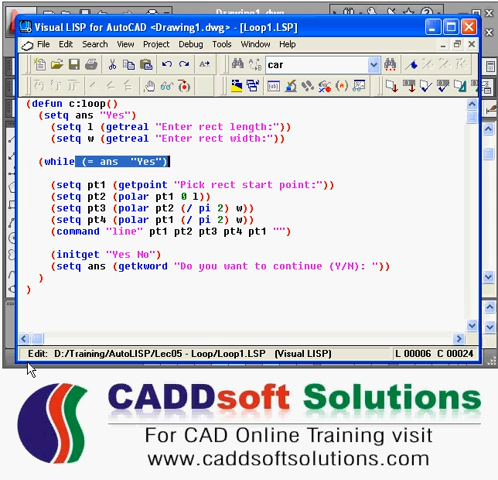 Visual LISP for AutoCAD <Drawing1.dwg> - [Loop1.LSP]
File Edit Search View Project Debug Tools Window Help
car
(defun c:loop()
(setq ans "Yes")
(setq l (getreal "Enter rect length:"))
(setq w (getreal "Enter rect width:"))
(while (= ans "Yes")
(setq pt1 (getpoint "Pick rect start point:"))
(setq pt2 (polar pt1 0 l))
(setq pt3 (polar pt2 (/ pi 2) w))
(setq pt4 (polar pt1 (/ pi 2) w))
(command "line" pt1 pt2 pt3 pt4 pt1 "")
(initget "Yes No")
(setq ans (getkword "Do you want to continue (Y/N): "))
)
)
Edit: D:/Training/AutoLISP/Lec05 - Loop/Loop1.LSP (Visual LISP) L 00006 C 00024
CADDsoft Solutions
For CAD Online Training visit
www.caddsoftsolutions.com